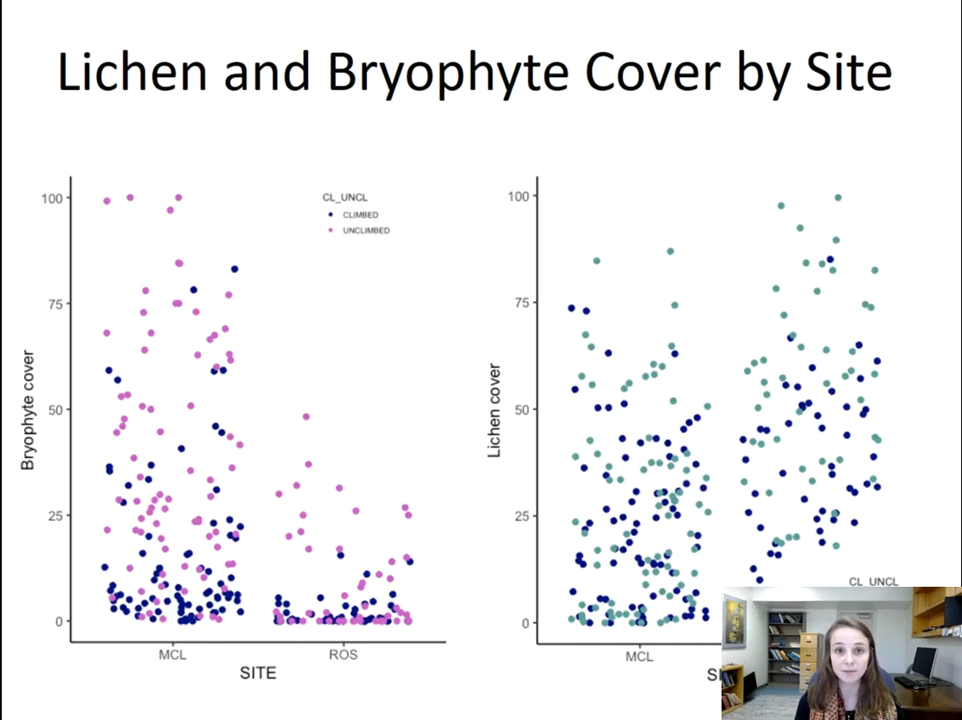 Lichen and Bryophyte Cover by Site
100
75
50
25
0
Bryophyte cover
CL_UNCL
CLIMBED
UNCLIMBED
MCL
ROS
SITE
100
75
50
25
0
Lichen cover
CL_UNCL
MCL
SI